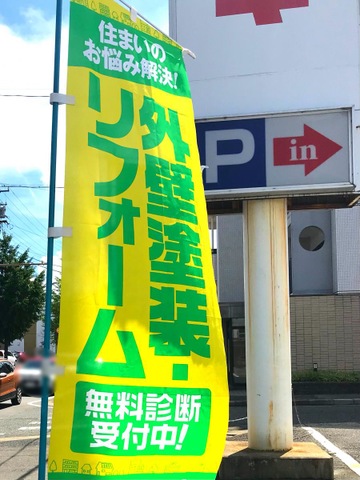 住まいの
お悩み解決!
外壁塗装・
リフォーム
無料診断
受付中!
P
in